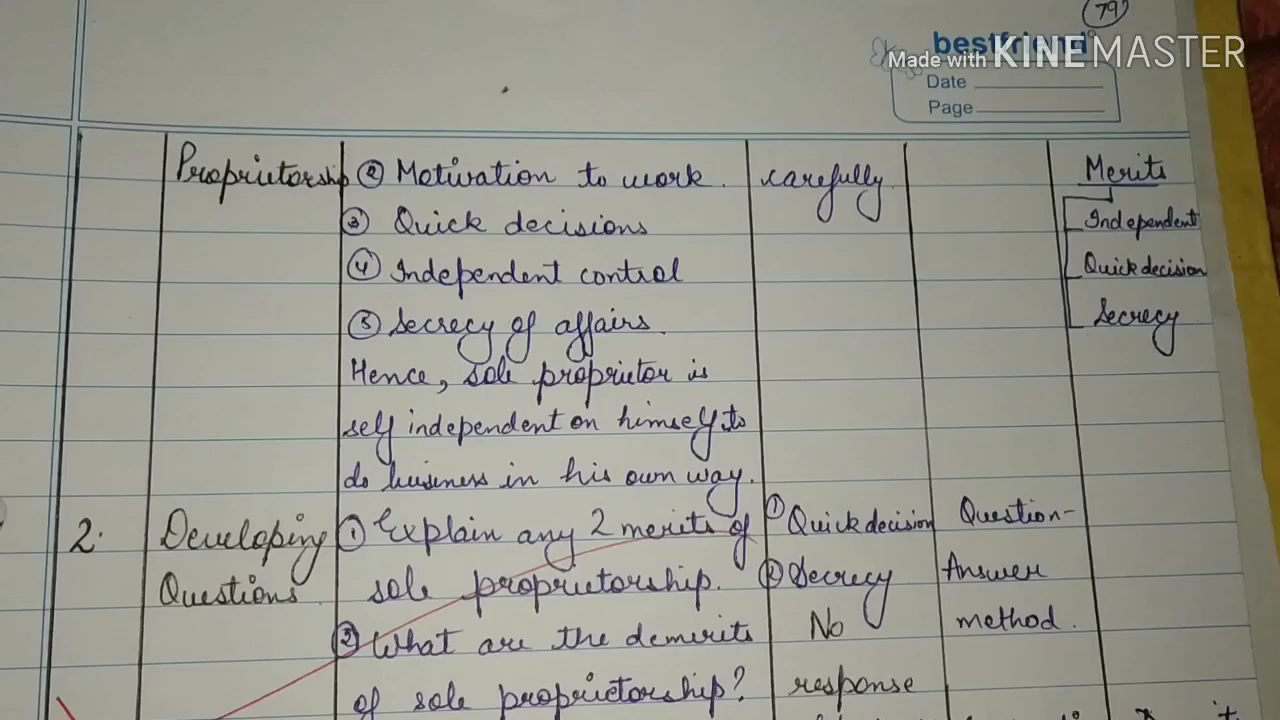 79
bestfriend
Made with KINEMASTER
Date
Page
Proprietorship ② Motivation to work. carefully Merits
③ Quick decisions Independent
④ Independent control Quick decision
⑤ Secrecy of affairs. Secrecy
Hence, sole proprietor is
self independent on himself to
do business in his own way.
2. Developing ① Explain any 2 merits of ① Quick decision Question-
Questions sole proprietorship. ② Secrecy Answer
② What are the demerits No method.
of sole proprietorship? response